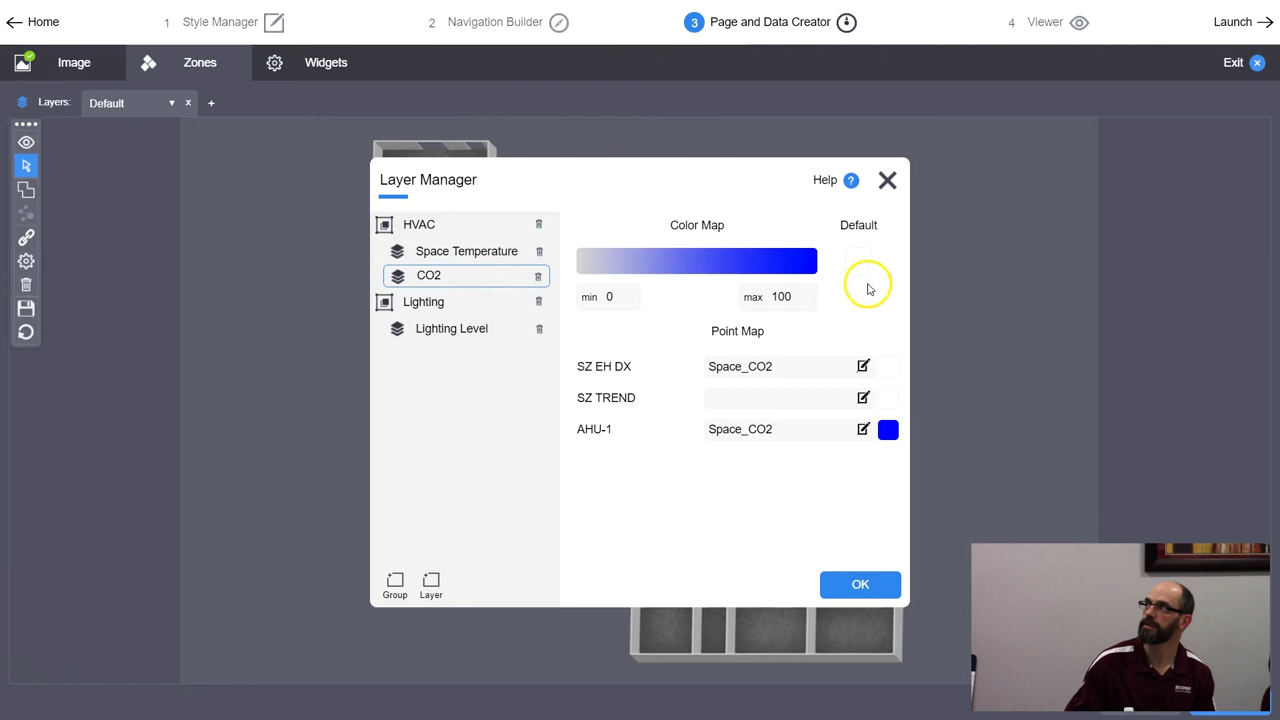 Home
1 Style Manager
2 Navigation Builder
3 Page and Data Creator
4 Viewer
Launch
Image
Zones
Widgets
Exit
Layers:
Default
Layer Manager
Help ?
HVAC
Space Temperature
CO2
Lighting
Lighting Level
Group
Layer
Color Map
Default
min 0
max 100
Point Map
SZ EH DX
Space_CO2
SZ TREND
AHU-1
Space_CO2
OK